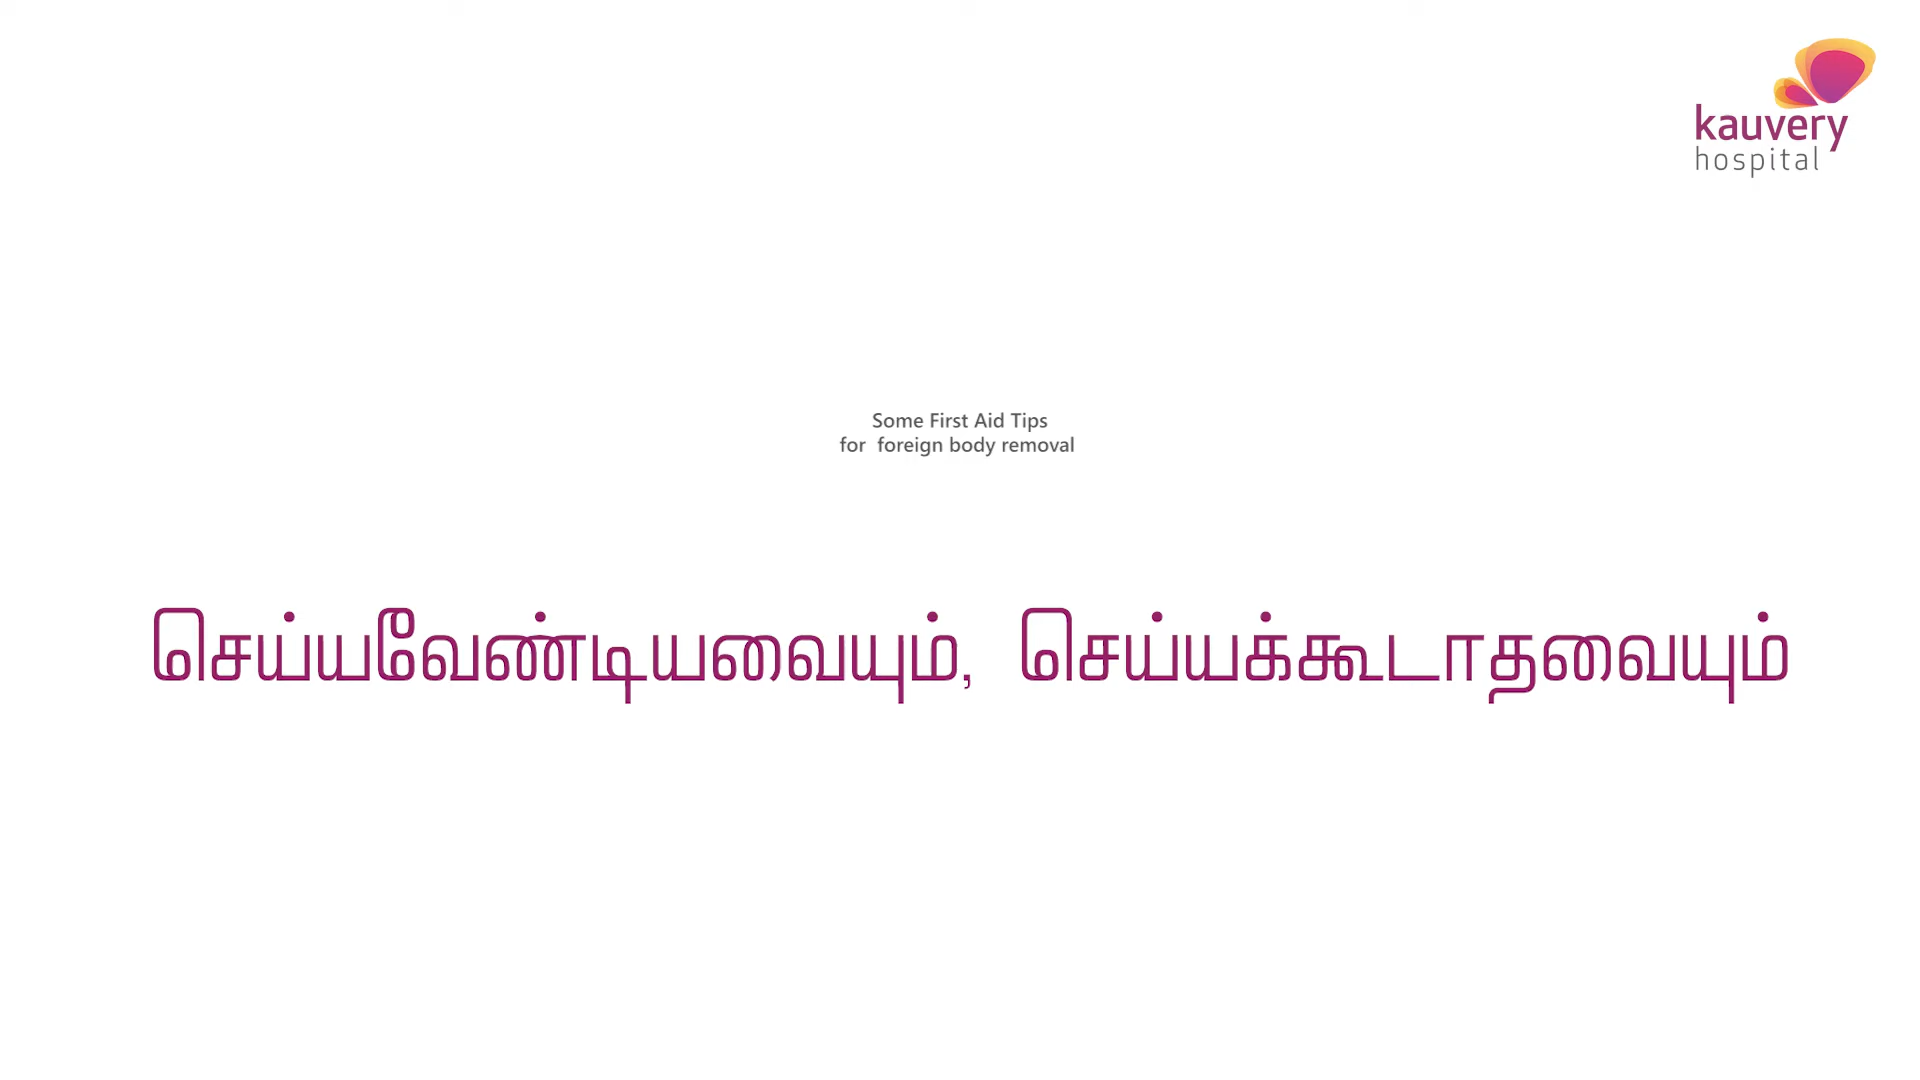 kauvery
hospital
Some First Aid Tips
for foreign body removal
செய்யவேண்டியவையும், செய்யக்கூடாதவையும்